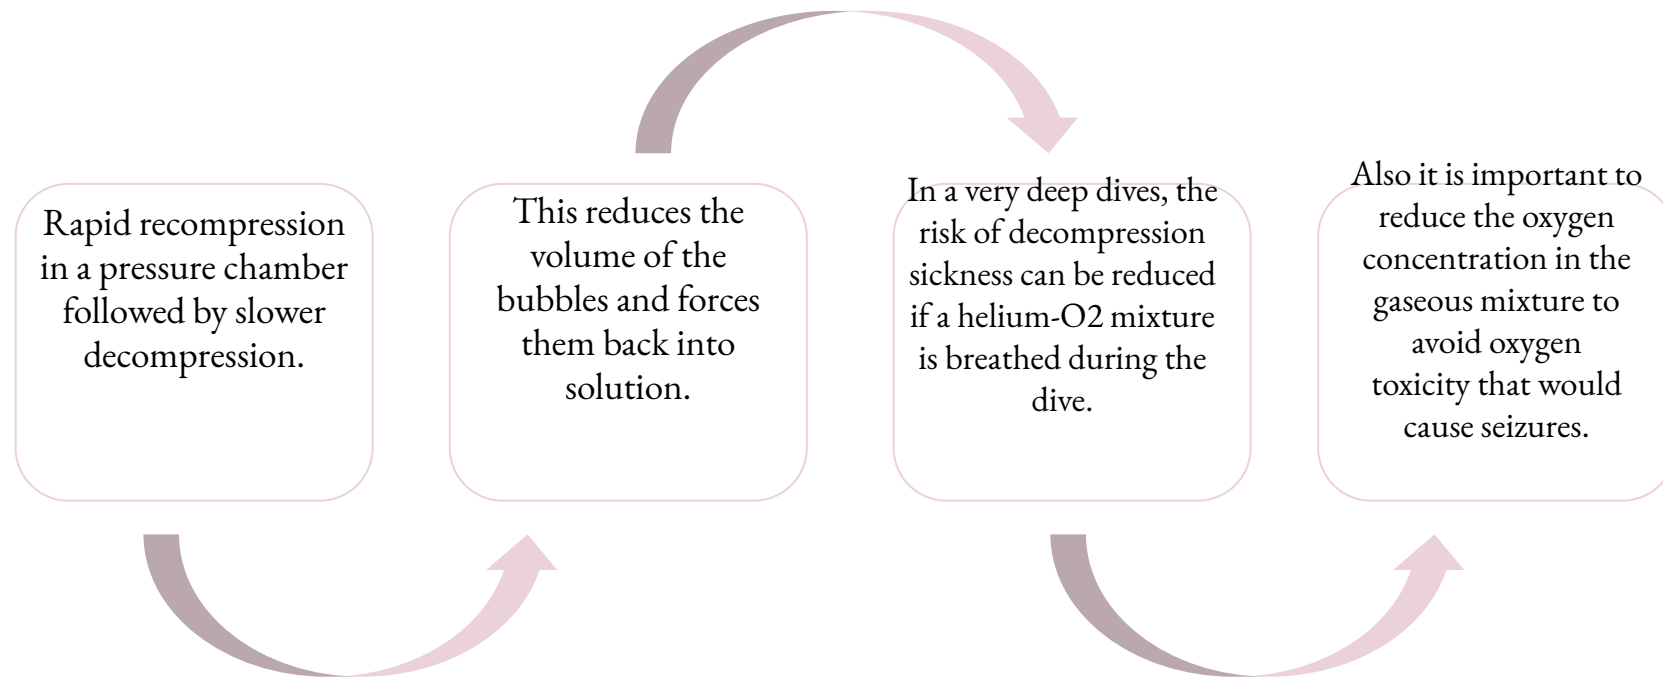 Rapid recompression
in a pressure chamber
followed by slower
decompression.
This reduces the
volume of the
bubbles and forces
them back into
solution.
In a very deep dives, the
risk of decompression
sickness can be reduced
if a helium-O2 mixture
is breathed during the
dive.
Also it is important to
reduce the oxygen
concentration in the
gaseous mixture to
avoid oxygen
toxicity that would
cause seizures.